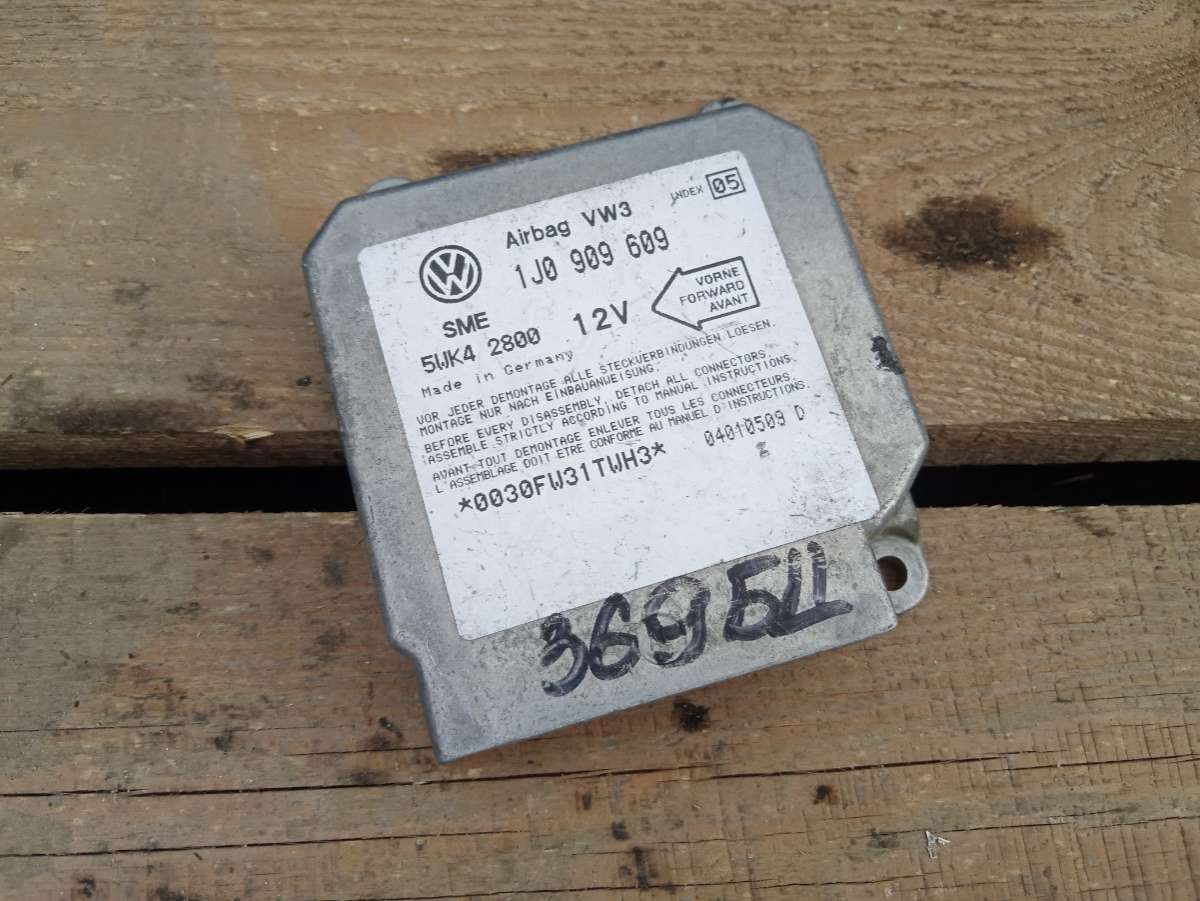 INDEX 05
Airbag VW3
1J0 909 609
SME
5WK4 2800 12V
VORNE
FORWARD
AVANT
Made in Germany
VOR JEDER DEMONTAGE ALLE STECKVERBINDUNGEN LOESEN.
MONTAGE NUR NACH EINBAUANWEISUNG.
BEFORE EVERY DISASSEMBLY, DETACH ALL CONNECTORS.
ASSEMBLE STRICTLY ACCORDING TO MANUAL INSTRUCTIONS.
AVANT TOUT DEMONTAGE ENLEVER TOUS LES CONNECTEURS.
L'ASSEMBLAGE DOIT ETRE CONFORME AU MANUEL D'INSTRUCTIONS.
*0030FW31TWH3* 04010509 D
2